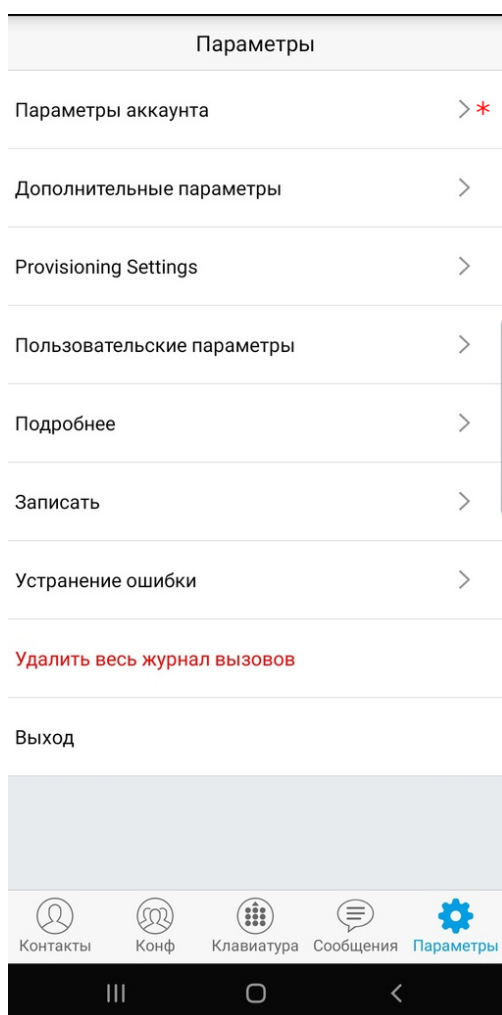 Параметры
Параметры аккаунта
*
Дополнительные параметры
Provisioning Settings
Пользовательские параметры
Подробнее
Записать
Устранение ошибки
Удалить весь журнал вызовов
Выход
Контакты Конф Клавиатура Сообщения Параметры